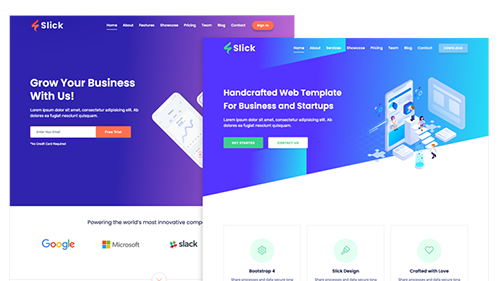 Slick
Home About Features Showcase Pricing Team Blog Contact
Sign In
Grow Your Business
With Us!
Lorem ipsum dolor sit amet, consectetur adipisicing elit. Ab
dolores ea fugiat nesciunt quisquam.
Enter Your Email
Free Trial
*No Credit Card Required
Powering the world's most innovative compa
Google
Microsoft
slack
Slick
Home About Services Showcase Pricing Team Blog Contact
DOWNLOAD
Handcrafted Web Template
For Business and Startups
Lorem ipsum dolor sit amet, consectetur adipisicing elit. Ab
dolores ea fugiat nesciunt quisquam.
GET STARTED
CONTACT US
Bootstrap 4
Share processes and data secure lona
Slick Design
Share processes and data secure lona
Crafted with Love
Share processes and data secure lona